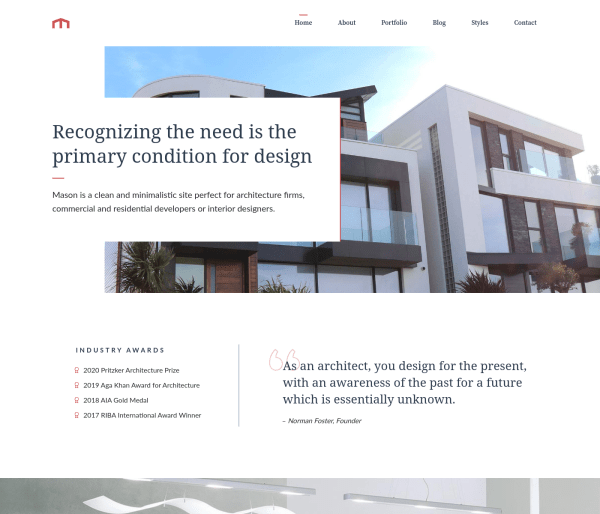 Home About Portfolio Blog Styles Contact
Recognizing the need is the
primary condition for design
Mason is a clean and minimalistic site perfect for architecture firms,
commercial and residential developers or interior designers.
INDUSTRY AWARDS
2020 Pritzker Architecture Prize
2019 Aga Khan Award for Architecture
2018 AIA Gold Medal
2017 RIBA International Award Winner
As an architect, you design for the present,
with an awareness of the past for a future
which is essentially unknown.
– Norman Foster, Founder